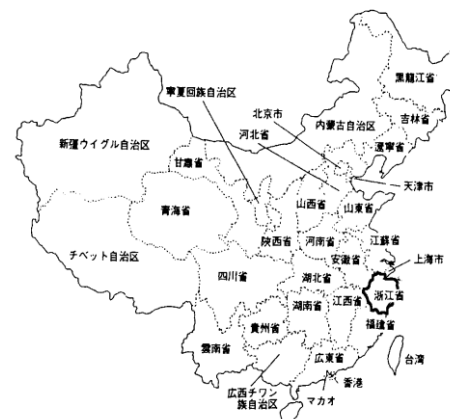 黒龍江省
寧夏回族自治区
吉林省
北京市
内蒙古自治区
河北省
遼寧省
新疆ウイグル自治区
甘粛省
天津市
山西省
山東省
青海省
陝西省
河南省
江蘇省
チベット自治区
安徽省
上海市
四川省
湖北省
浙江省
湖南省
江西省
貴州省
福建省
雲南省
広東省
台湾
香港
広西チワン
族自治区
マカオ